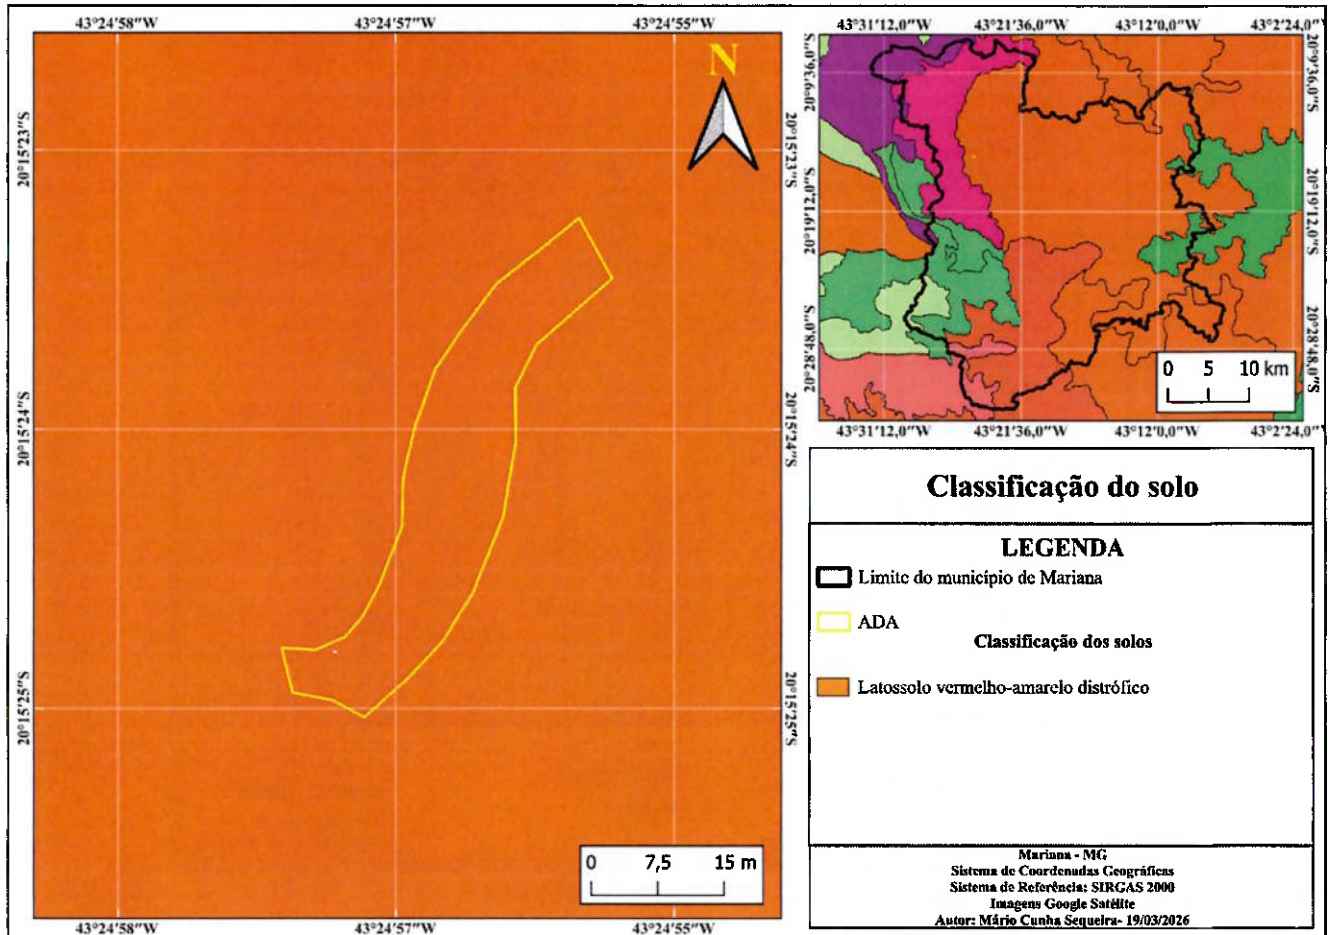 43°24'58"W 43°24'57"W 43°24'55"W
N
20°15'23"S 20°15'23"S
20°15'24"S 20°15'24"S
20°15'25"S 20°15'25"S
0 7,5 15 m
43°24'58"W 43°24'57"W 43°24'55"W
43°31'12,0"W 43°21'36,0"W 43°12'0,0"W 43°2'24,0"W
20°9'36,0"S 20°9'36,0"S
20°19'12,0"S 20°19'12,0"S
20°28'48,0"S 20°28'48,0"S
0 5 10 km
43°31'12,0"W 43°21'36,0"W 43°12'0,0"W 43°2'24,0"W
Classificação do solo
LEGENDA
Limite do município de Mariana
ADA
Classificação dos solos
Latossolo vermelho-amarelo distrófico
Mariana - MG
Sistema de Coordenadas Geográficas
Sistema de Referência: SIRGAS 2000
Imagens Google Satélite
Autor: Mário Cunha Sequeira- 19/03/2026